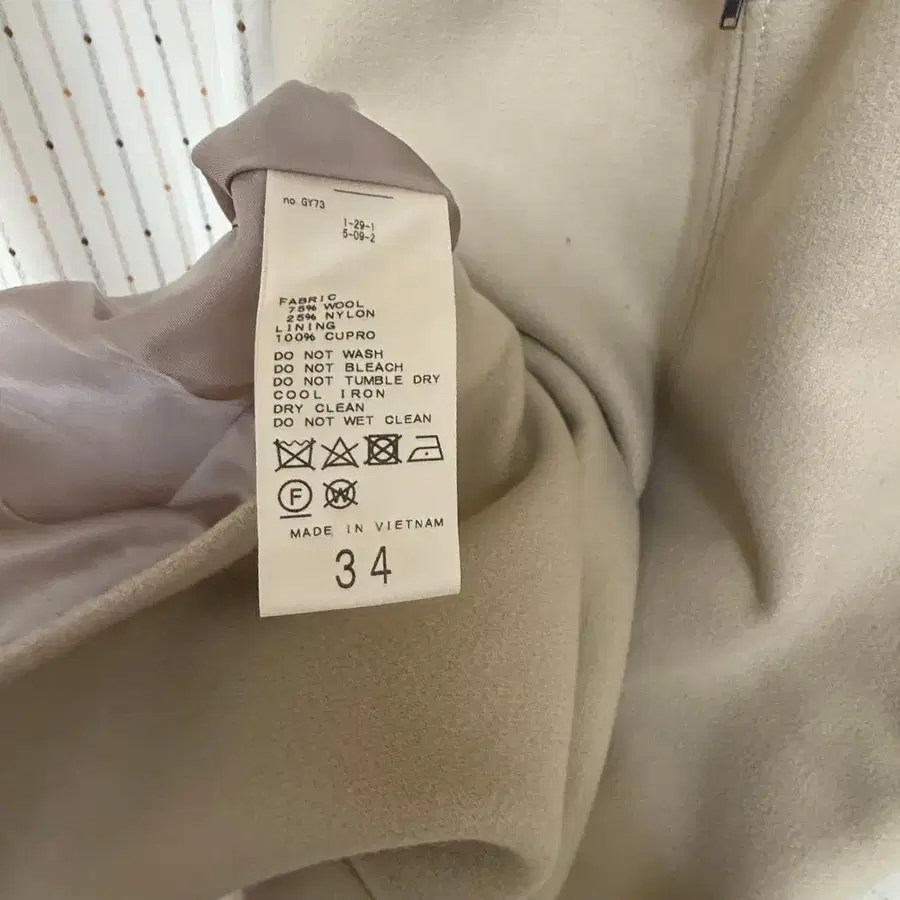 no GY73
1-29-1
5-09-2
FABRIC
75% WOOL
25% NYLON
LINING
100% CUPRO
DO NOT WASH
DO NOT BLEACH
DO NOT TUMBLE DRY
COOL IRON
DRY CLEAN
DO NOT WET CLEAN
F W
MADE IN VIETNAM
34